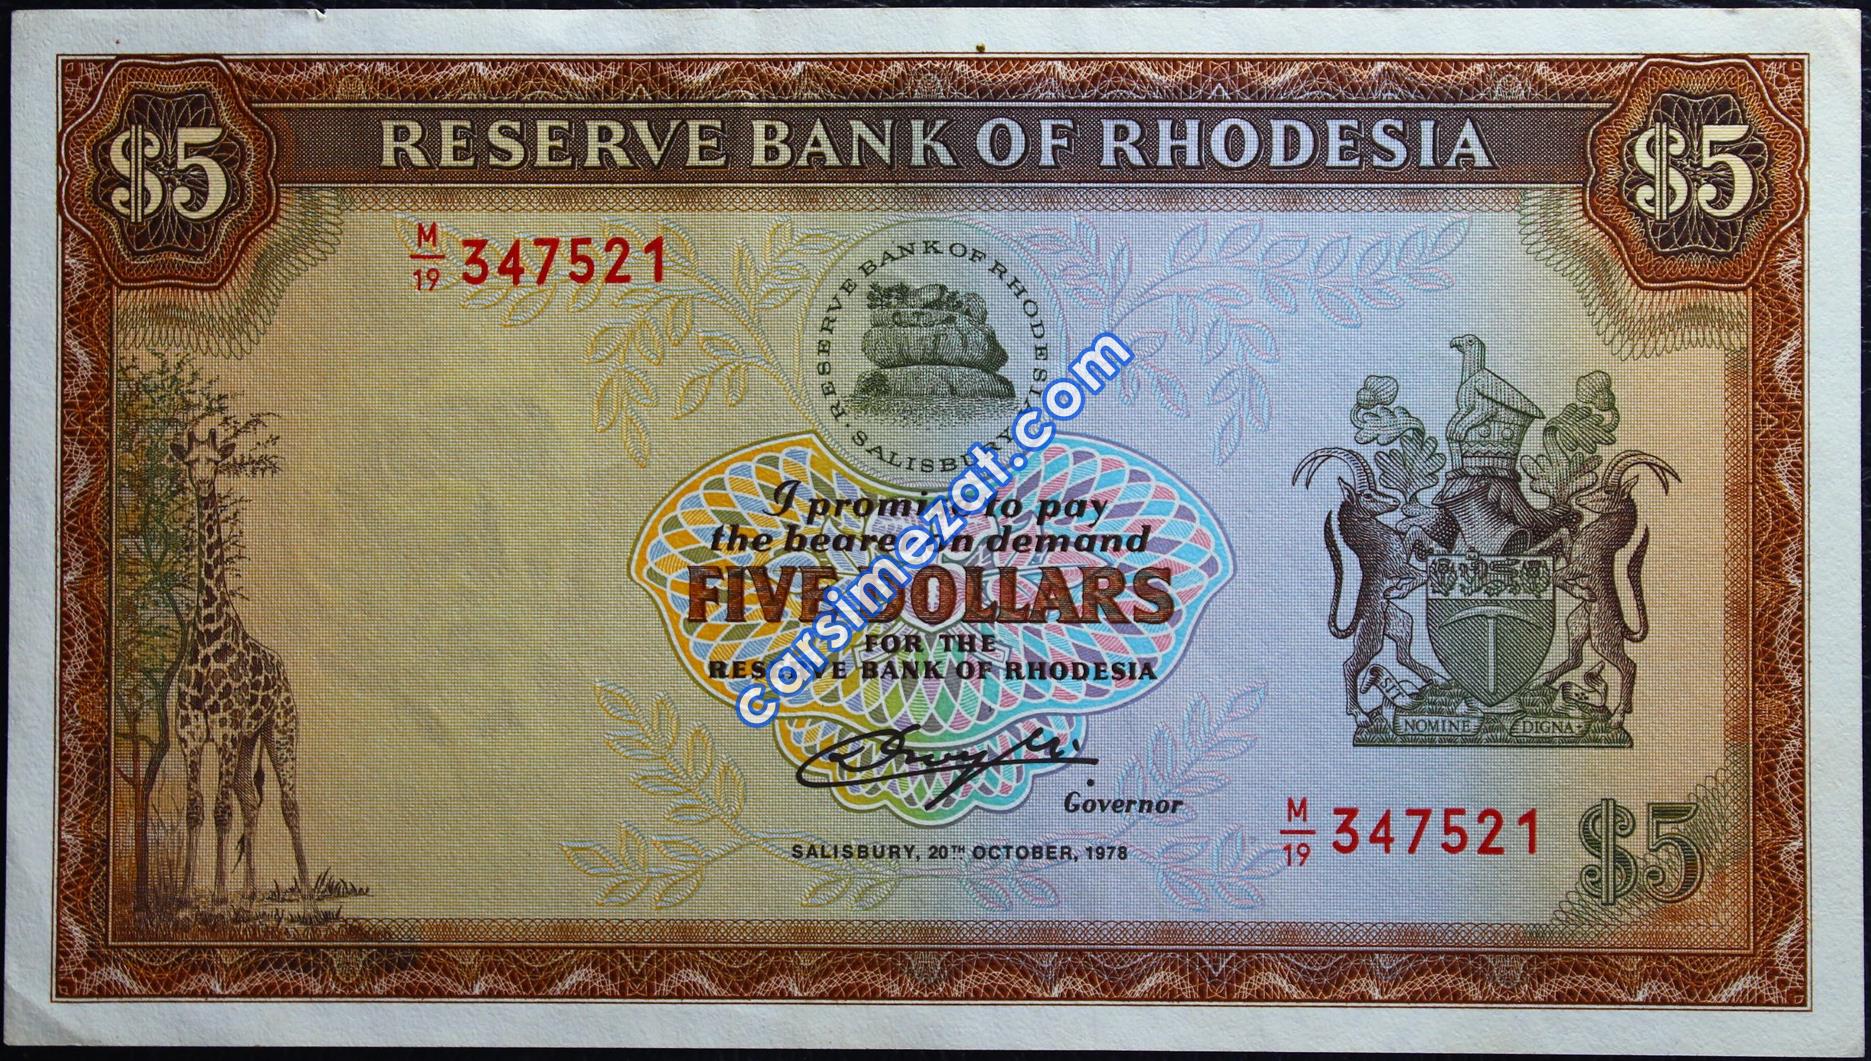 RESERVE BANK OF RHODESIA
$5
$5
M/19 347521
RESERVE BANK OF RHODESIA · SALISBURY ·
I promise to pay
the bearer on demand
FIVE DOLLARS
FOR THE
RESERVE BANK OF RHODESIA
Governor
SALISBURY, 20TH OCTOBER, 1978
SIT
NOMINE DIGNA
M/19 347521
$5
carsimezat.com